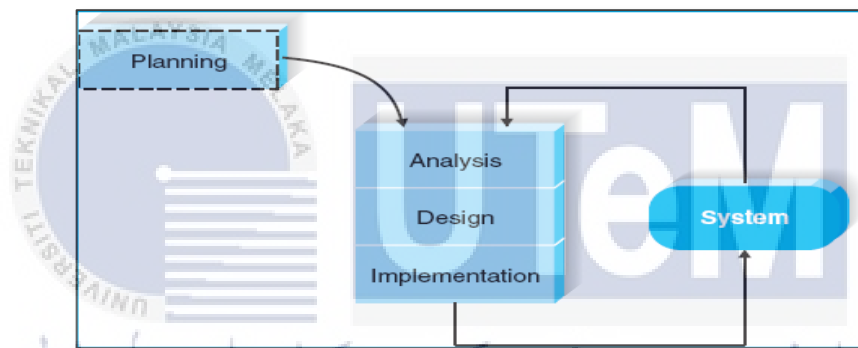 UNIVERSITI TEKNIKAL MALAYSIA MELAKA
Planning
UTeM
Analysis
Design
Implementation
System